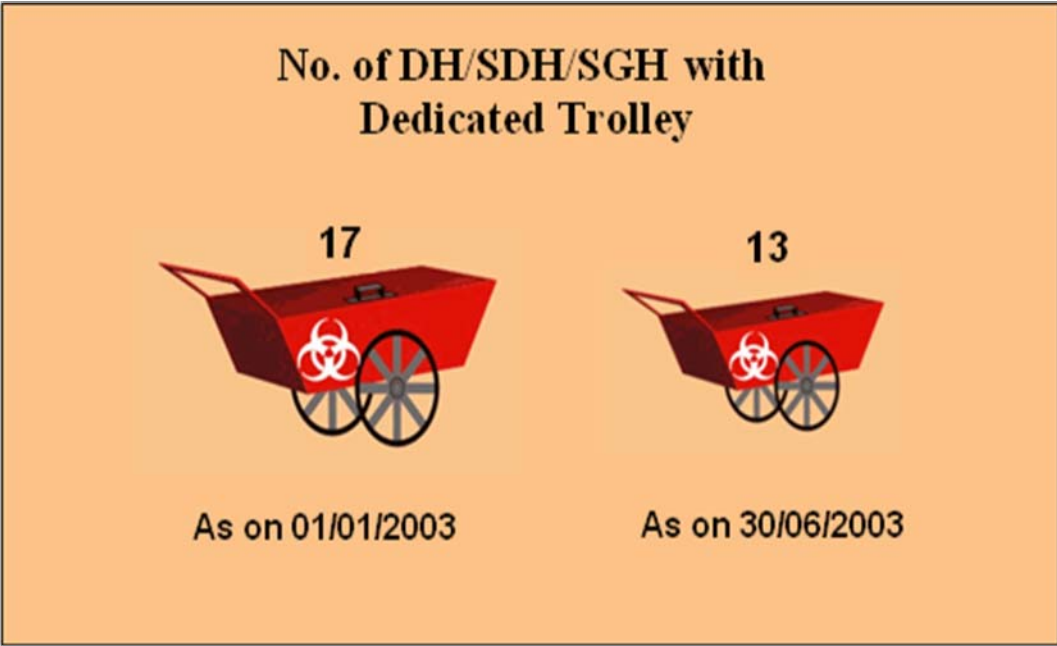 No. of DH/SDH/SGH with
Dedicated Trolley
17
13
As on 01/01/2003
As on 30/06/2003